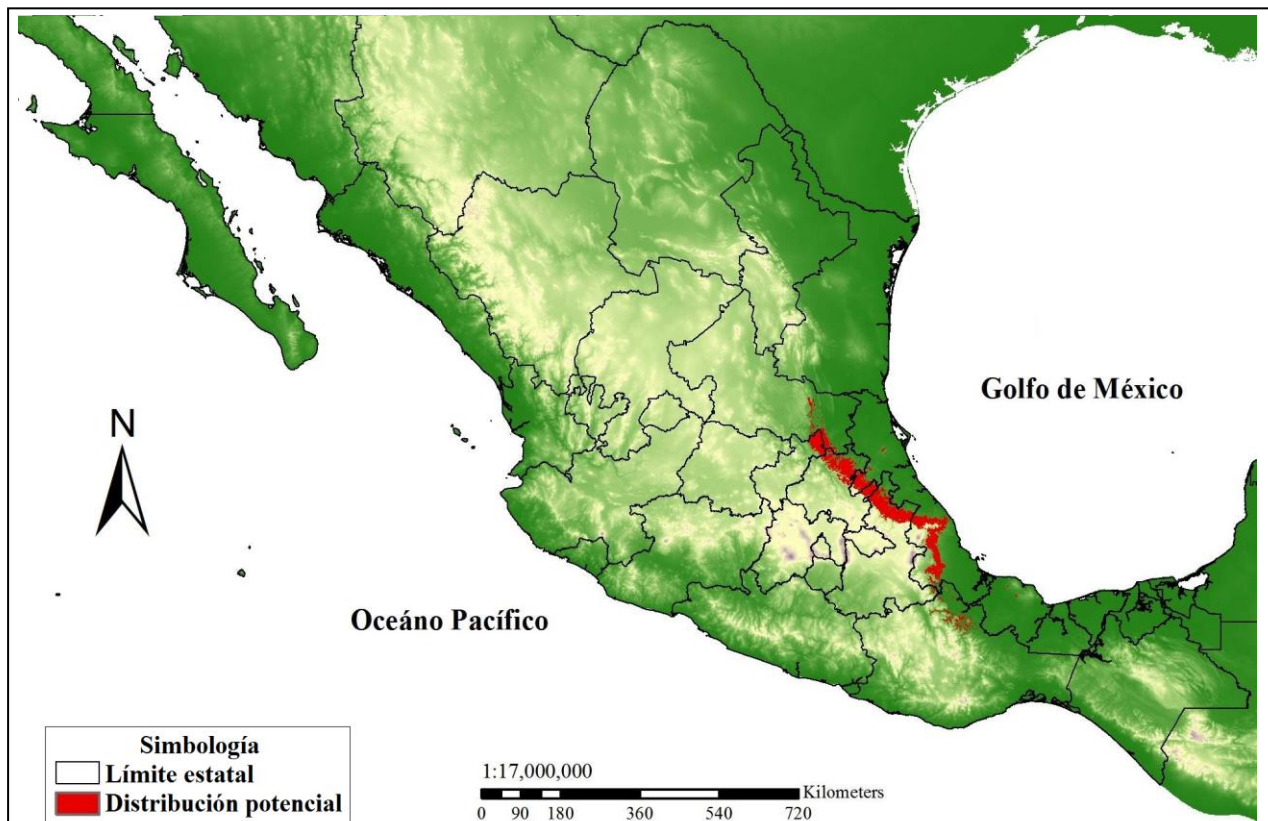 Golfo de México
N
Oceáno Pacífico
Simbología
Límite estatal
Distribución potencial
1:17,000,000
Kilometers
0 90 180 360 540 720